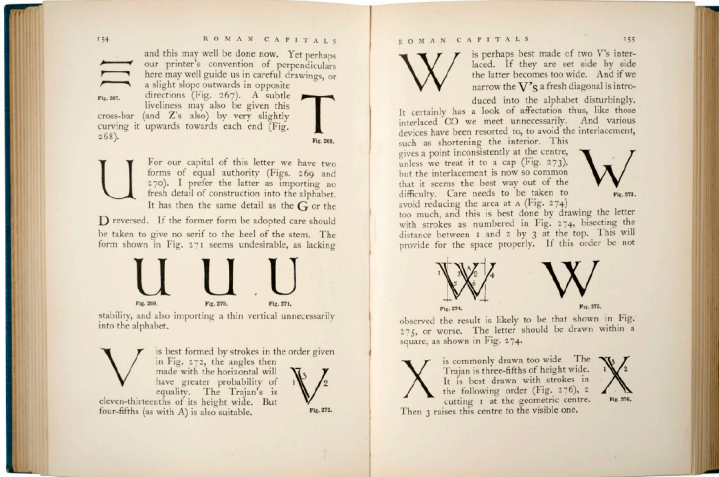 154 ROMAN CAPITALS
and this may well be done now. Yet perhaps
our printer's convention of perpendiculars
here may well guide us in careful drawings, or
a slight slope outwards in opposite
directions (Fig. 267). A subtle
liveliness may also be given this
cross-bar (and Z's also) by very slightly
curving it upwards towards each end (Fig.
268).
Fig. 267.
T
Fig. 268.
U
For our capital of this letter we have two
forms of equal authority (Figs. 269 and
270). I prefer the latter as importing no
fresh detail of construction into the alphabet.
It has then the same detail as the G or the
D reversed. If the former form be adopted care should
be taken to give no serif to the heel of the stem. The
form shown in Fig. 271 seems undesirable, as lacking
U U U
Fig. 269. Fig. 270. Fig. 271.
stability, and also importing a thin vertical unnecessarily
into the alphabet.
V is best formed by strokes in the order given
in Fig. 272, the angles then
made with the horizontal will
have greater probability of
equality. The Trajan's is
eleven-thirteenths of its height wide. But
four-fifths (as with A) is also suitable.
1 3 2
V
Fig. 272.
ROMAN CAPITALS 155
W is perhaps best made of two V's inter-
laced. If they are set side by side
the latter becomes too wide. And if we
narrow the V's a fresh diagonal is intro-
duced into the alphabet disturbingly.
It certainly has a look of affectation thus, like those
interlaced CO we meet unnecessarily. And various
devices have been resorted to, to avoid the interlacement,
such as shortening the interior. This
gives a point inconsistently at the centre,
unless we treat it to a cap (Fig. 273),
but the interlacement is now so common
that it seems the best way out of the
difficulty. Care needs to be taken to
avoid reducing the area at A (Fig. 274)
too much, and this is best done by drawing the letter
with strokes as numbered in Fig. 274, bisecting the
distance between 1 and 2 by 3 at the top. This will
provide for the space properly. If this order be not
W
Fig. 273.
W W
Fig. 274. Fig. 275.
observed the result is likely to be that shown in Fig.
275, or worse. The letter should be drawn within a
square, as shown in Fig. 274.
X is commonly drawn too wide The
Trajan is three-fifths of height wide.
It is best drawn with strokes in
the following order (Fig. 276), 2
cutting 1 at the geometric centre.
Then 3 raises this centre to the visible one.
1 3 2
X
Fig. 276.